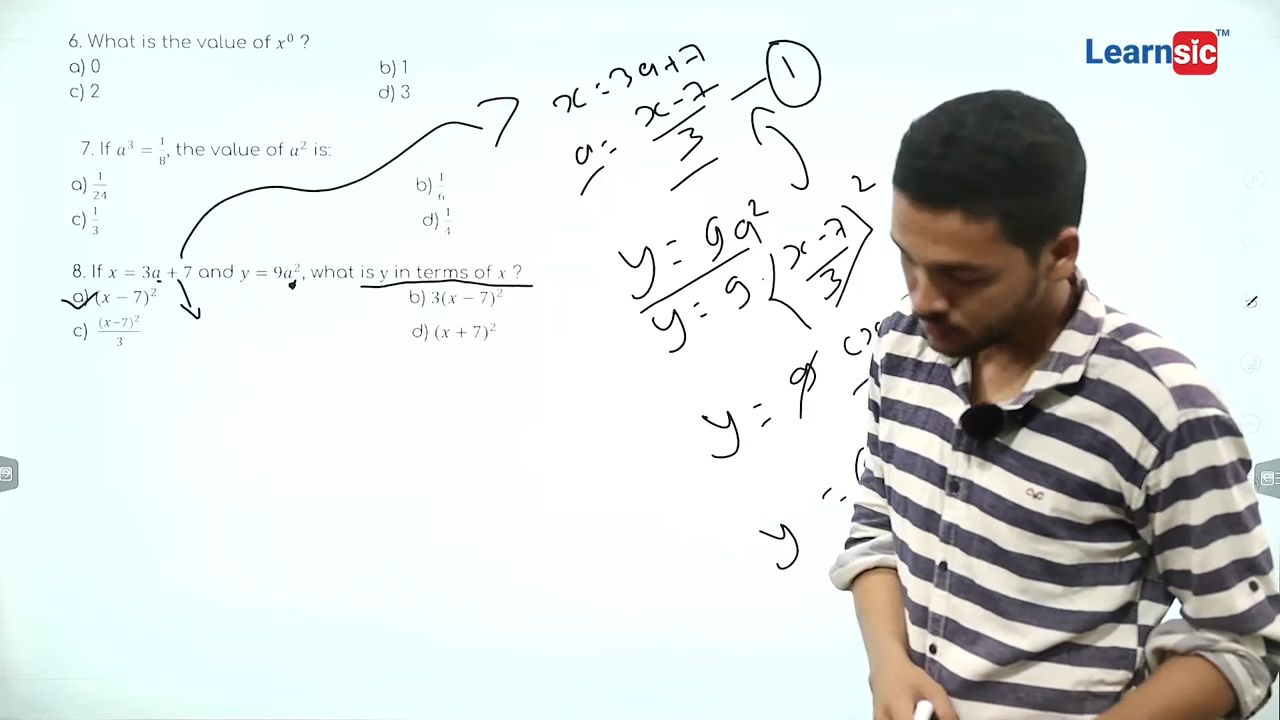 6. What is the value of x⁰ ?
a) 0 b) 1
c) 2 d) 3
7. If a³ = 1/8, the value of a² is:
a) 1/24 b) 1/6
c) 1/3 d) 1/4
8. If x = 3a + 7 and y = 9a², what is y in terms of x ?
a) (x − 7)² b) 3(x − 7)²
c) (x−7)²/3 d) (x + 7)²
x = 3a + 7
a = x-7/3 — 1
y = 9a²
y = 9 · (x-7/3)²
y = 9
=
y
Learnsic™